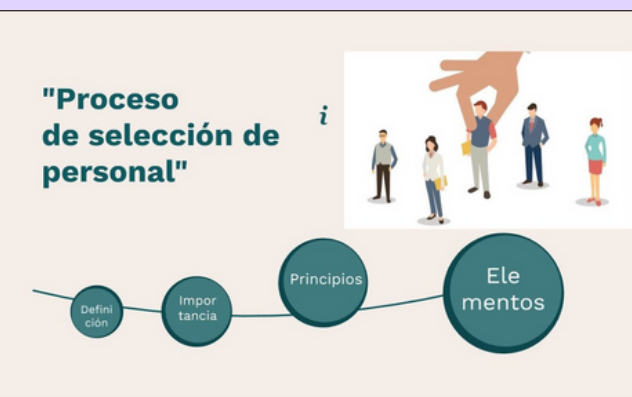 "Proceso
de selección de
personal"
i
Defini
ción
Impor
tancia
Principios
Ele
mentos